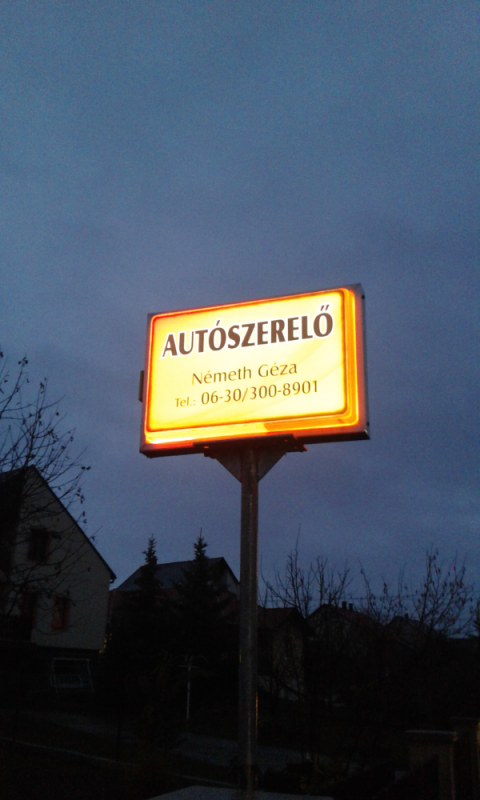 AUTÓSZERELŐ
Németh Géza
Tel.: 06-30/300-8901